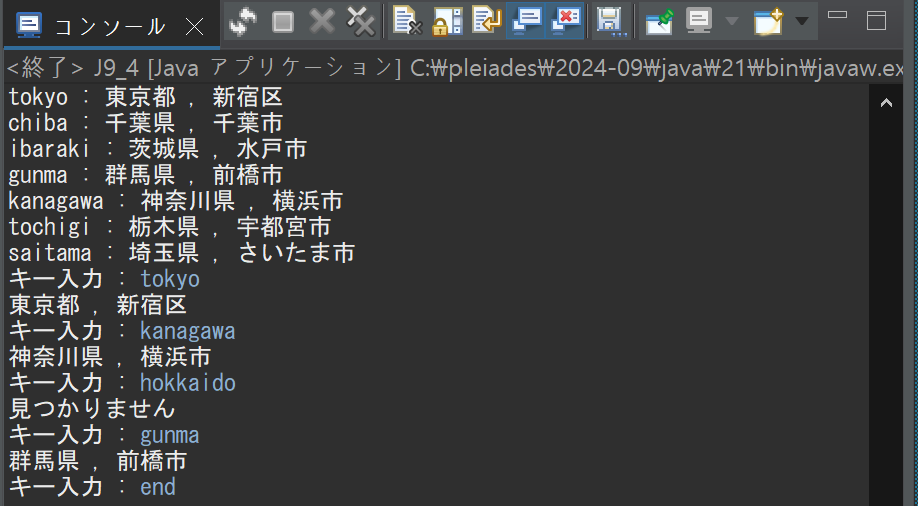 コンソール
<終了> J9_4 [Java アプリケーション] C:₩pleiades₩2024-09₩java₩21₩bin₩javaw.ex
tokyo : 東京都 , 新宿区
chiba : 千葉県 , 千葉市
ibaraki : 茨城県 , 水戸市
gunma : 群馬県 , 前橋市
kanagawa : 神奈川県 , 横浜市
tochigi : 栃木県 , 宇都宮市
saitama : 埼玉県 , さいたま市
キー入力 : tokyo
東京都 , 新宿区
キー入力 : kanagawa
神奈川県 , 横浜市
キー入力 : hokkaido
見つかりません
キー入力 : gunma
群馬県 , 前橋市
キー入力 : end